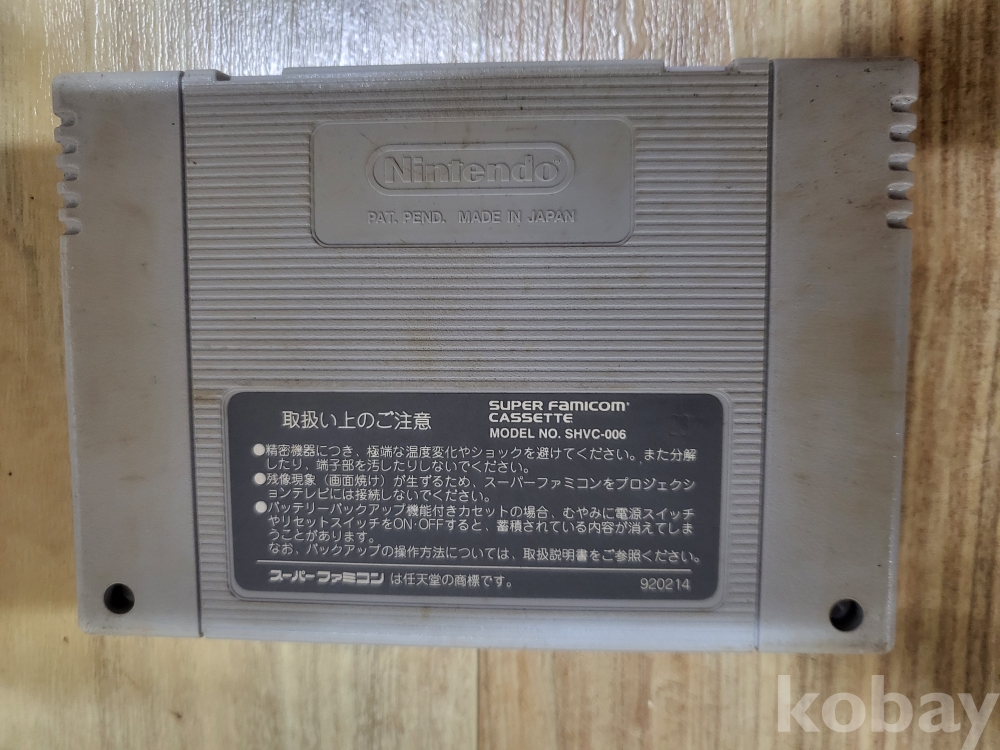 Nintendo®
PAT. PEND. MADE IN JAPAN
取扱い上のご注意
SUPER FAMICOM®
CASSETTE
MODEL NO. SHVC-006
●精密機器につき、極端な温度変化やショックを避けてください。また分解
したり、端子部を汚したりしないでください。
●残像現象(画面焼け)が生ずるため、スーパーファミコンをプロジェクシ
ョンテレビには接続しないでください。
●バッテリーバックアップ機能付きカセットの場合、むやみに電源スイッチ
やリセットスイッチをON・OFFすると、蓄積されている内容が消えてしま
うことがあります。
なお、バックアップの操作方法については、取扱説明書をご参照ください。
スーパーファミコン は任天堂の商標です。
920214
kobay